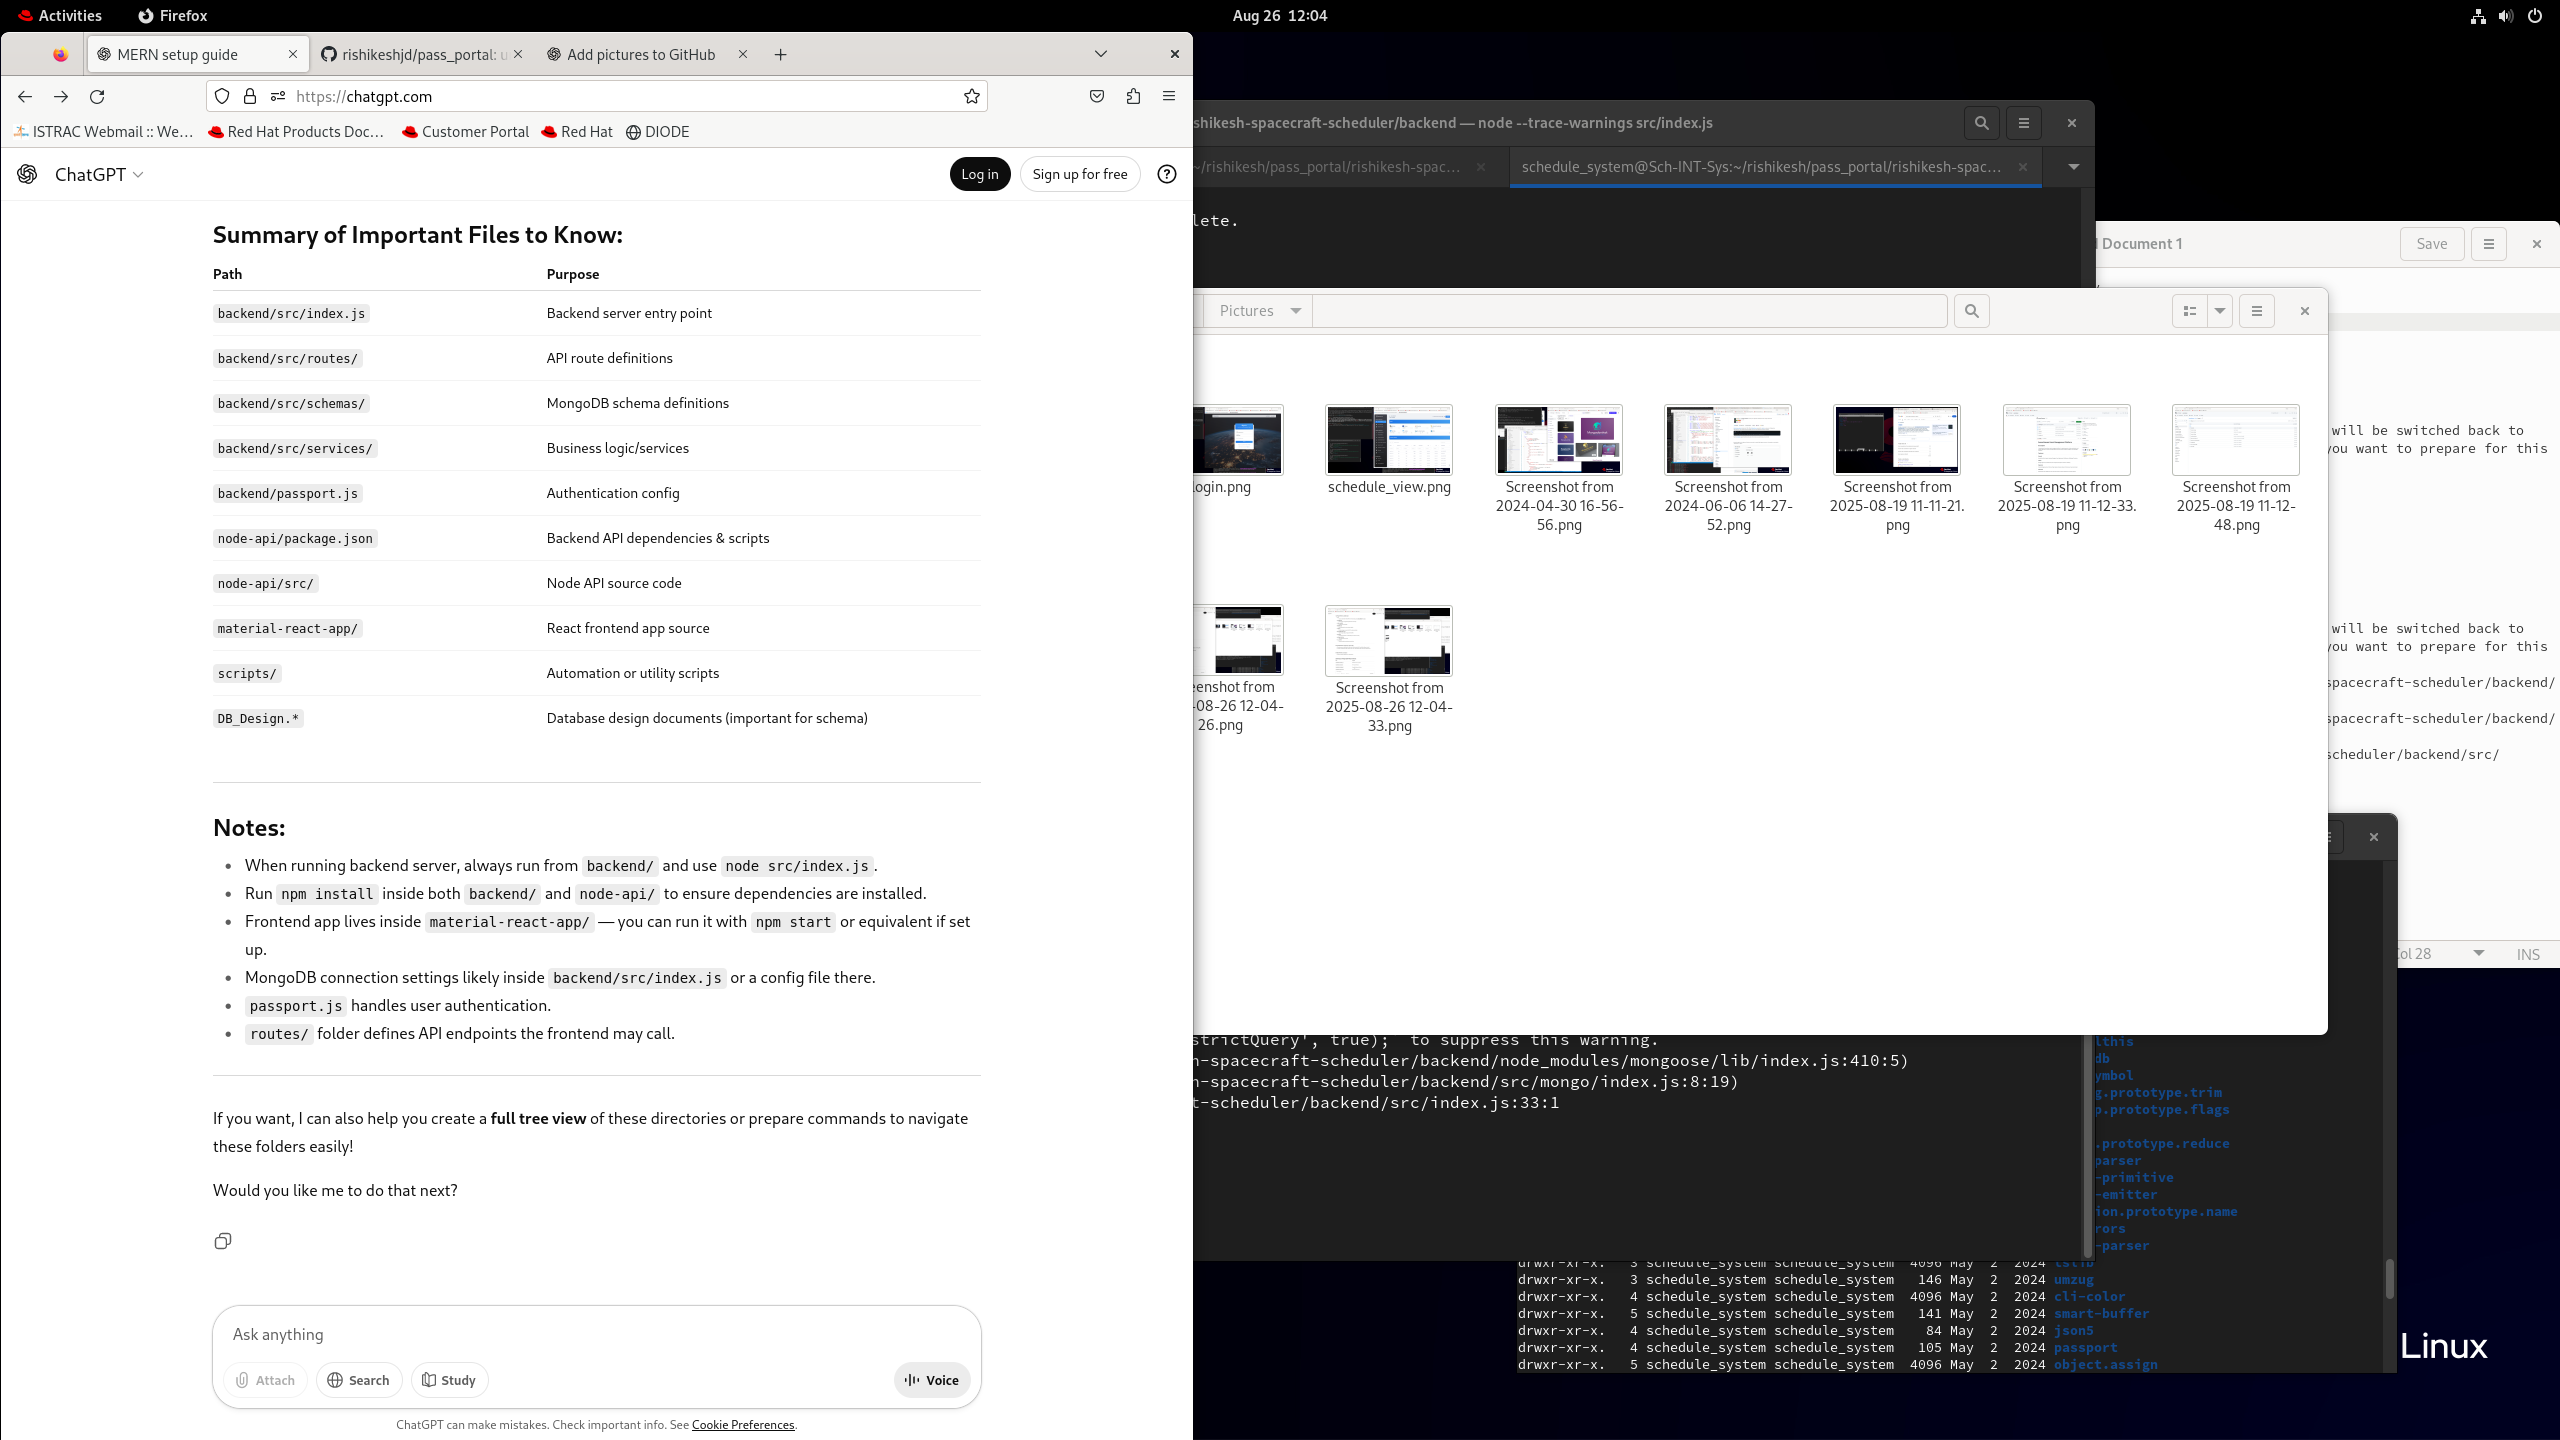 Activities
Firefox
Aug 26 12:04
MERN setup guide
rishikeshjd/pass_portal: u
Add pictures to GitHub
https://chatgpt.com
ISTRAC Webmail :: We…
Red Hat Products Doc…
Customer Portal
Red Hat
DIODE
ChatGPT
Log in
Sign up for free
Summary of Important Files to Know:
Path Purpose
backend/src/index.js Backend server entry point
backend/src/routes/ API route definitions
backend/src/schemas/ MongoDB schema definitions
backend/src/services/ Business logic/services
backend/passport.js Authentication config
node-api/package.json Backend API dependencies & scripts
node-api/src/ Node API source code
material-react-app/ React frontend app source
scripts/ Automation or utility scripts
DB_Design.* Database design documents (important for schema)
Notes:
• When running backend server, always run from backend/ and use node src/index.js.
• Run npm install inside both backend/ and node-api/ to ensure dependencies are installed.
• Frontend app lives inside material-react-app/ — you can run it with npm start or equivalent if set
up.
• MongoDB connection settings likely inside backend/src/index.js or a config file there.
• passport.js handles user authentication.
• routes/ folder defines API endpoints the frontend may call.
If you want, I can also help you create a full tree view of these directories or prepare commands to navigate
these folders easily!
Would you like me to do that next?
Ask anything
Attach
Search
Study
Voice
ChatGPT can make mistakes. Check important info. See Cookie Preferences.
shikesh-spacecraft-scheduler/backend — node --trace-warnings src/index.js
~/rishikesh/pass_portal/rishikesh-spac…
schedule_system@Sch-INT-Sys:~/rishikesh/pass_portal/rishikesh-spac…
lete.
Document 1
Save
Pictures
login.png
schedule_view.png
Screenshot from
2024-04-30 16-56-
56.png
Screenshot from
2024-06-06 14-27-
52.png
Screenshot from
2025-08-19 11-11-21.
png
Screenshot from
2025-08-19 11-12-33.
png
Screenshot from
2025-08-19 11-12-
48.png
eenshot from
-08-26 12-04-
26.png
Screenshot from
2025-08-26 12-04-
33.png
will be switched back to
you want to prepare for this
will be switched back to
you want to prepare for this
spacecraft-scheduler/backend/
spacecraft-scheduler/backend/
scheduler/backend/src/
Col 28
INS
strictQuery', true);` to suppress this warning.
h-spacecraft-scheduler/backend/node_modules/mongoose/lib/index.js:410:5)
h-spacecraft-scheduler/backend/src/mongo/index.js:8:19)
t-scheduler/backend/src/index.js:33:1
lthis
db
ymbol
g.prototype.trim
p.prototype.flags
.prototype.reduce
parser
-primitive
-emitter
ion.prototype.name
rors
-parser
drwxr-xr-x. 3 schedule_system schedule_system 4096 May 2 2024 es6lib
drwxr-xr-x. 3 schedule_system schedule_system 146 May 2 2024 umzug
drwxr-xr-x. 4 schedule_system schedule_system 4096 May 2 2024 cli-color
drwxr-xr-x. 5 schedule_system schedule_system 141 May 2 2024 smart-buffer
drwxr-xr-x. 4 schedule_system schedule_system 84 May 2 2024 json5
drwxr-xr-x. 4 schedule_system schedule_system 105 May 2 2024 passport
drwxr-xr-x. 5 schedule_system schedule_system 4096 May 2 2024 object.assign
Linux